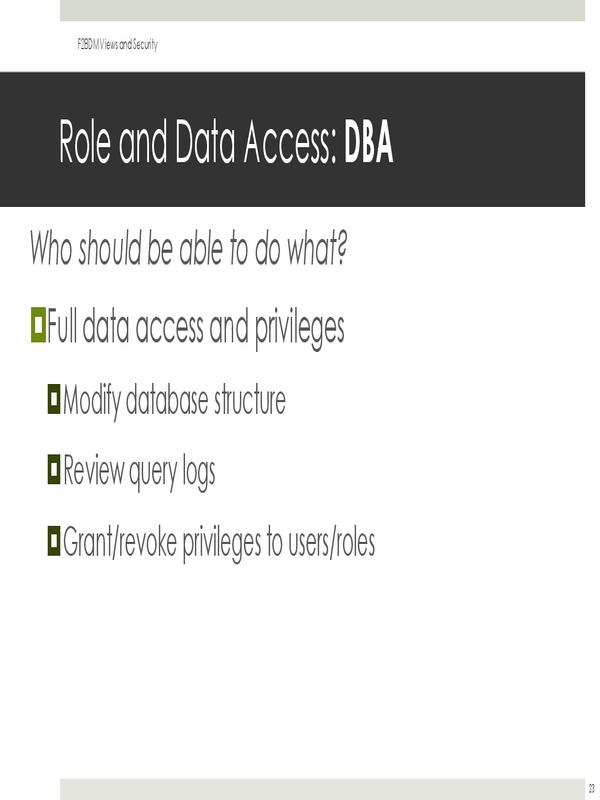 F2BDM Views and Security
Role and Data Access: DBA
Who should be able to do what?
Full data access and privileges
Modify database structure
Review query logs
Grant/revoke privileges to users/roles
23